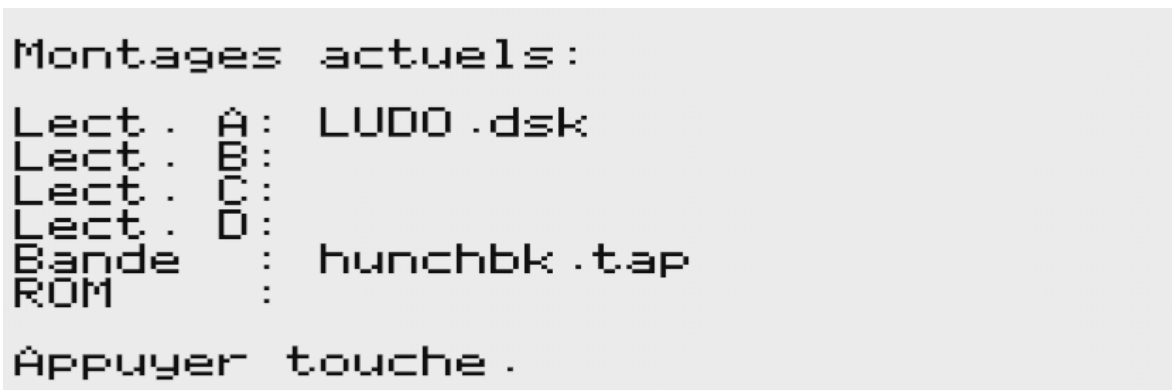 Montages actuels:
Lect. A: LUDO.dsk
Lect. B:
Lect. C:
Lect. D:
Bande  : hunchbk.tap
ROM    :
Appuyer touche.